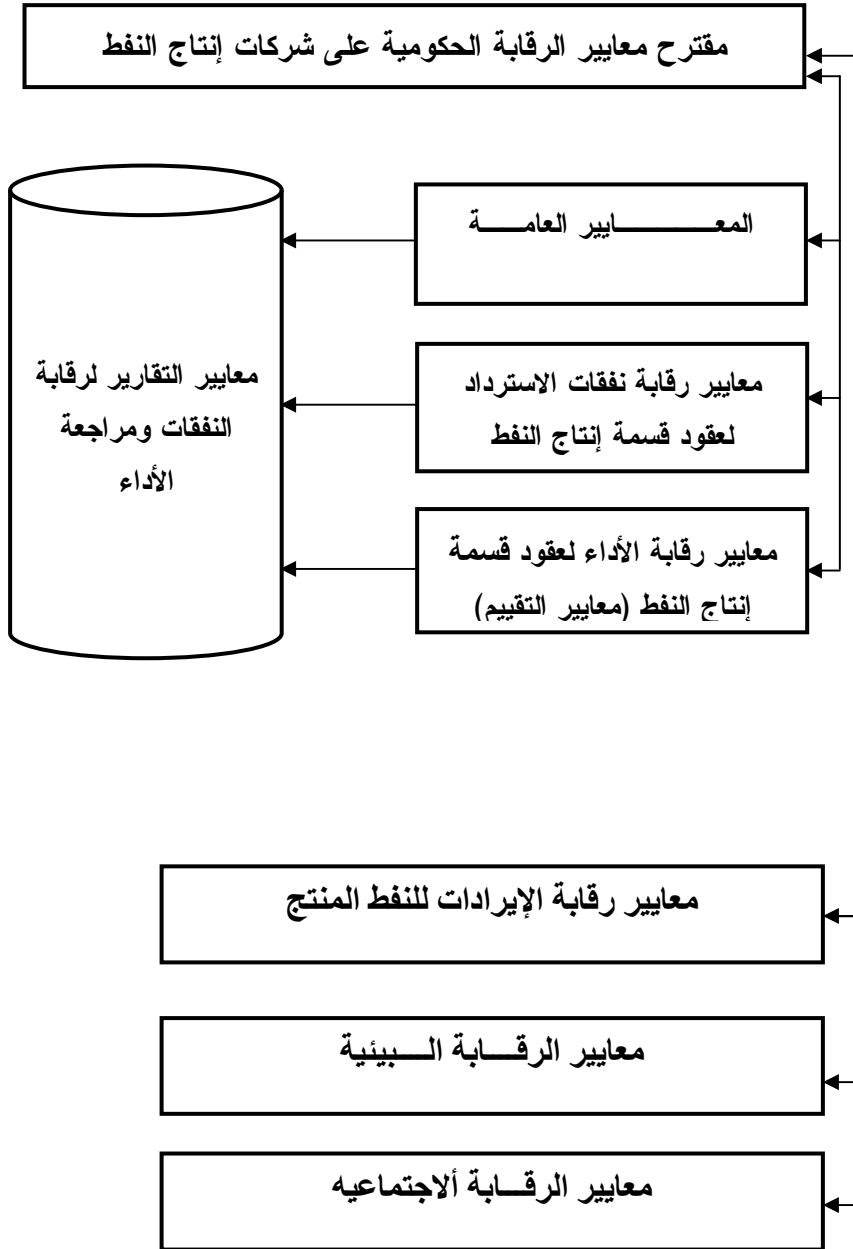 مقترح معايير الرقابة الحكومية على شركات إنتاج النفط
المعـــــــــــايير العامـــــة
معايير رقابة نفقات الاسترداد
لعقود قسمة إنتاج النفط
معايير رقابة الأداء لعقود قسمة
إنتاج النفط (معايير التقييم)
معايير التقارير لرقابة
النفقات ومراجعة
الأداء
معايير رقابة الإيرادات للنفط المنتج
معايير الرقـــابة الـــبيئية
معايير الرقـــابة ألاجتماعيه